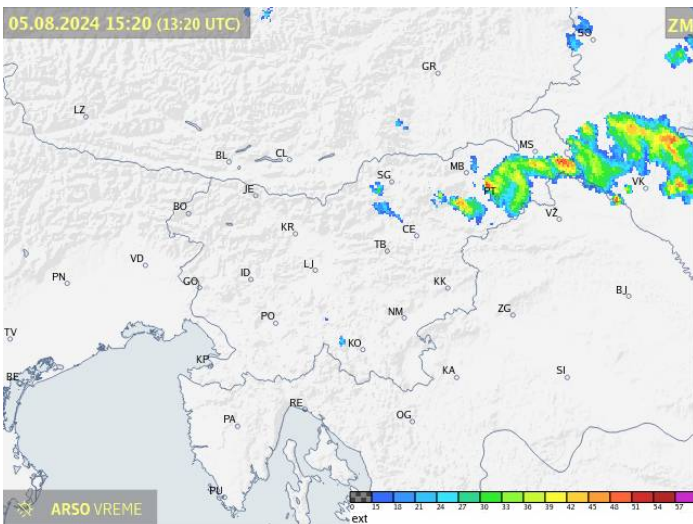 05.08.2024 15:20 (13:20 UTC)
ZM
SO
GR
LZ
BL
CL
MS
MB
SG
PT
VK
JE
BO
VŽ
KR
CE
TB
VD
LJ
ID
PN
GO
KK
BJ
NM
ZG
PO
TV
KO
KP
BE
KA
SI
RE
PA
OG
PU
ARSO VREME
0 15 18 21 24 27 30 33 36 39 42 45 48 51 54 57
ext